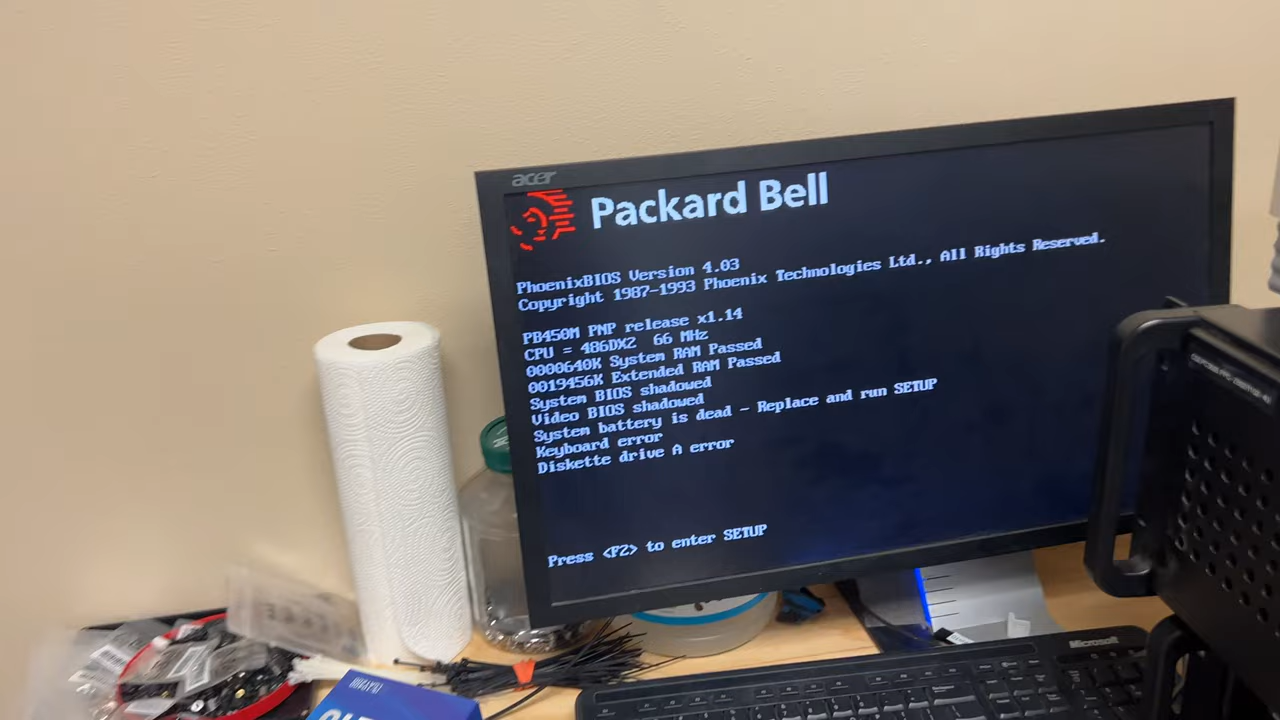 acer
Packard Bell
PhoenixBIOS Version 4.03
Copyright 1987-1993 Phoenix Technologies Ltd., All Rights Reserved.
PB450M PNP release x1.14
CPU = 486DX2 66 MHz
0000640K System RAM Passed
0019456K Extended RAM Passed
System BIOS shadowed
Video BIOS shadowed
System battery is dead - Replace and run SETUP
Keyboard error
Diskette drive A error
Press <F2> to enter SETUP
Microsoft